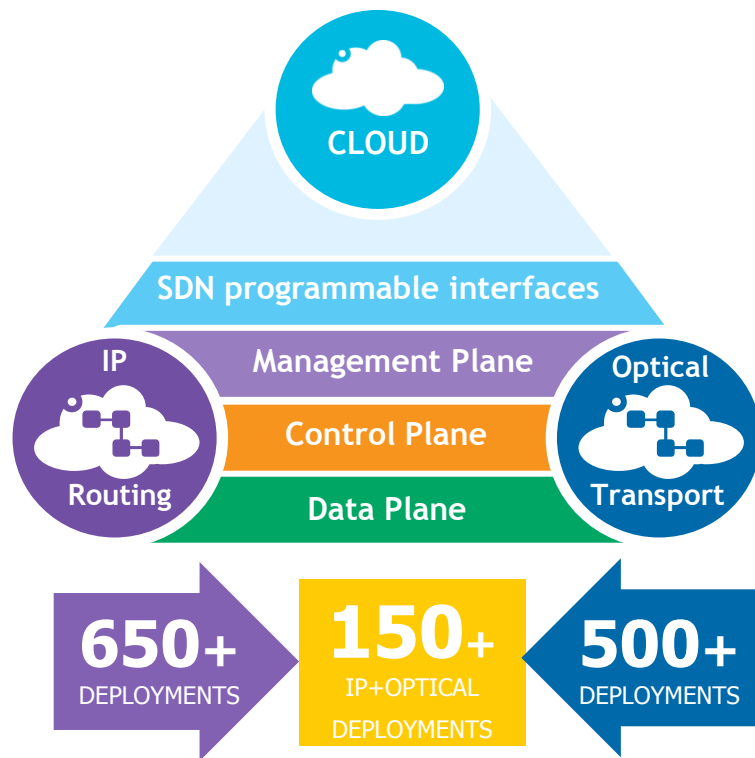 CLOUD
SDN programmable interfaces
IP
Routing
Management Plane
Control Plane
Data Plane
Optical
Transport
650+
DEPLOYMENTS
150+
IP+OPTICAL
DEPLOYMENTS
500+
DEPLOYMENTS